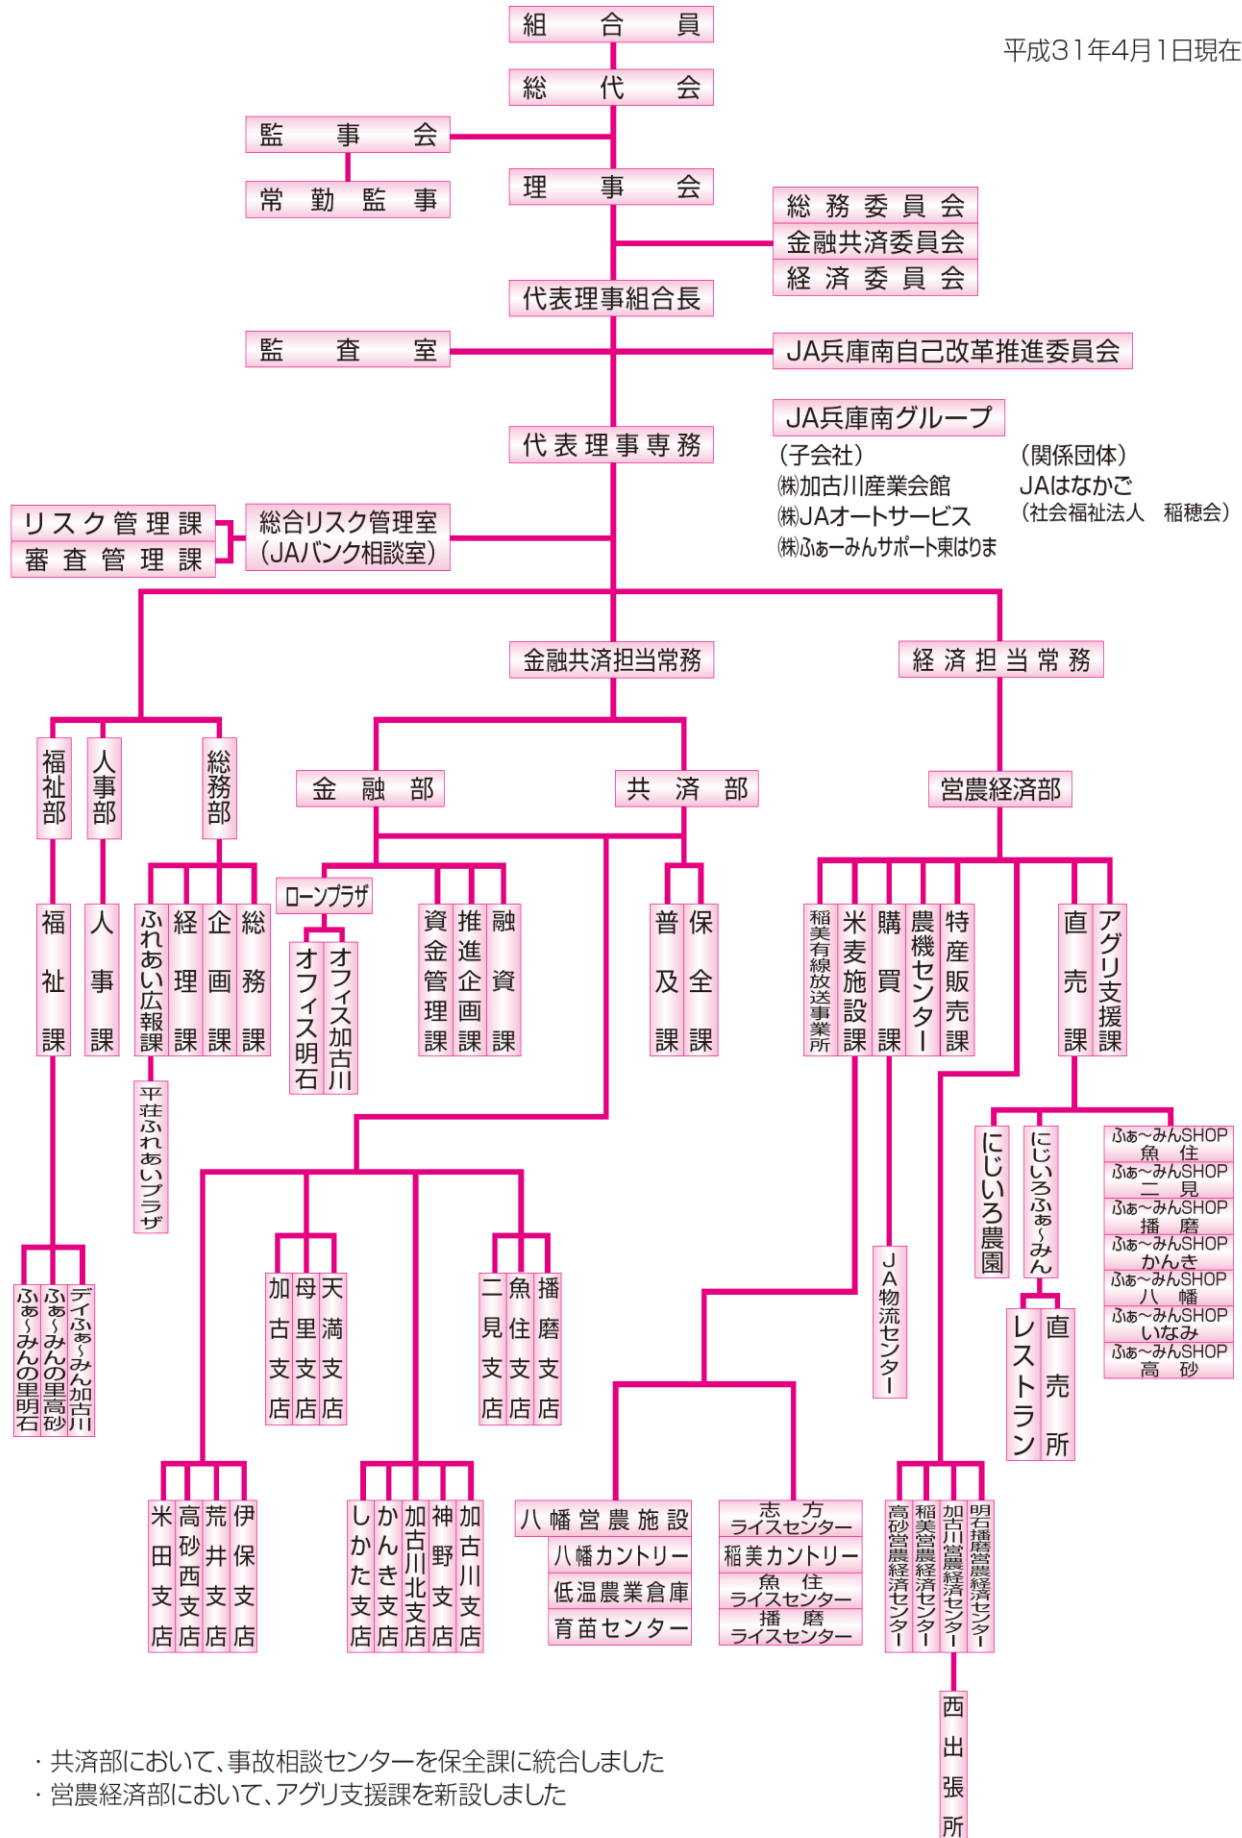 組合員
平成31年4月1日現在
総代会
監事会
常勤監事
理事会
総務委員会
金融共済委員会
経済委員会
代表理事組合長
監査室
JA兵庫南自己改革推進委員会
JA兵庫南グループ
(子会社)
㈱加古川産業会館
㈱JAオートサービス
㈱ふぁーみんサポート東はりま
(関係団体)
JAはなかご
(社会福祉法人 稲穂会)
代表理事専務
リスク管理課
審査管理課
総合リスク管理室
(JAバンク相談室)
金融共済担当常務
経済担当常務
福祉部
人事部
総務部
金融部
共済部
営農経済部
福祉課
人事課
ふれあい広報課
経理課
企画課
総務課
平荘ふれあいプラザ
ローンプラザ
オフィス明石
オフィス加古川
資金管理課
推進企画課
融資課
普及課
保全課
稲美有線放送事業所
米麦施設課
購買課
農機センター
特産販売課
直売課
アグリ支援課
ふぁ～みんの里明石
ふぁ～みんの里高砂
デイふぁ～みん加古川
加古支店
母里支店
天満支店
二見支店
魚住支店
播磨支店
JA物流センター
にじいろ農園
にじいろふぁ～みん
レストラン
直売所
ふぁ～みんSHOP
魚住
ふぁ～みんSHOP
二見
ふぁ～みんSHOP
播磨
ふぁ～みんSHOP
かんき
ふぁ～みんSHOP
八幡
ふぁ～みんSHOP
いなみ
ふぁ～みんSHOP
高砂
米田支店
高砂西支店
荒井支店
伊保支店
しかた支店
かんき支店
加古川北支店
神野支店
加古川支店
八幡営農施設
八幡カントリー
低温農業倉庫
育苗センター
志方
ライスセンター
稲美カントリー
魚住
ライスセンター
播磨
ライスセンター
高砂営農経済センター
稲美営農経済センター
加古川営農経済センター
明石播磨営農経済センター
西出張所
・共済部において、事故相談センターを保全課に統合しました
・営農経済部において、アグリ支援課を新設しました